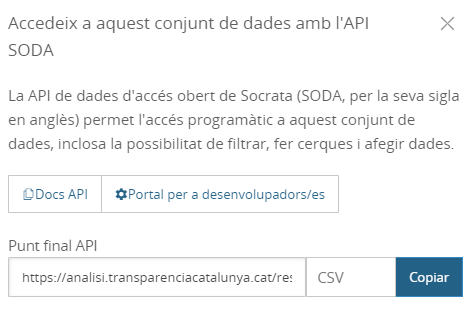 Accedeix a aquest conjunt de dades amb l'API
SODA
La API de dades d'accés obert de Socrata (SODA, per la seva sigla
en anglès) permet l'accés programàtic a aquest conjunt de
dades, inclosa la possibilitat de filtrar, fer cerques i afegir dades.
Docs API Portal per a desenvolupadors/es
Punt final API
https://analisi.transparenciacatalunya.cat/res CSV Copiar